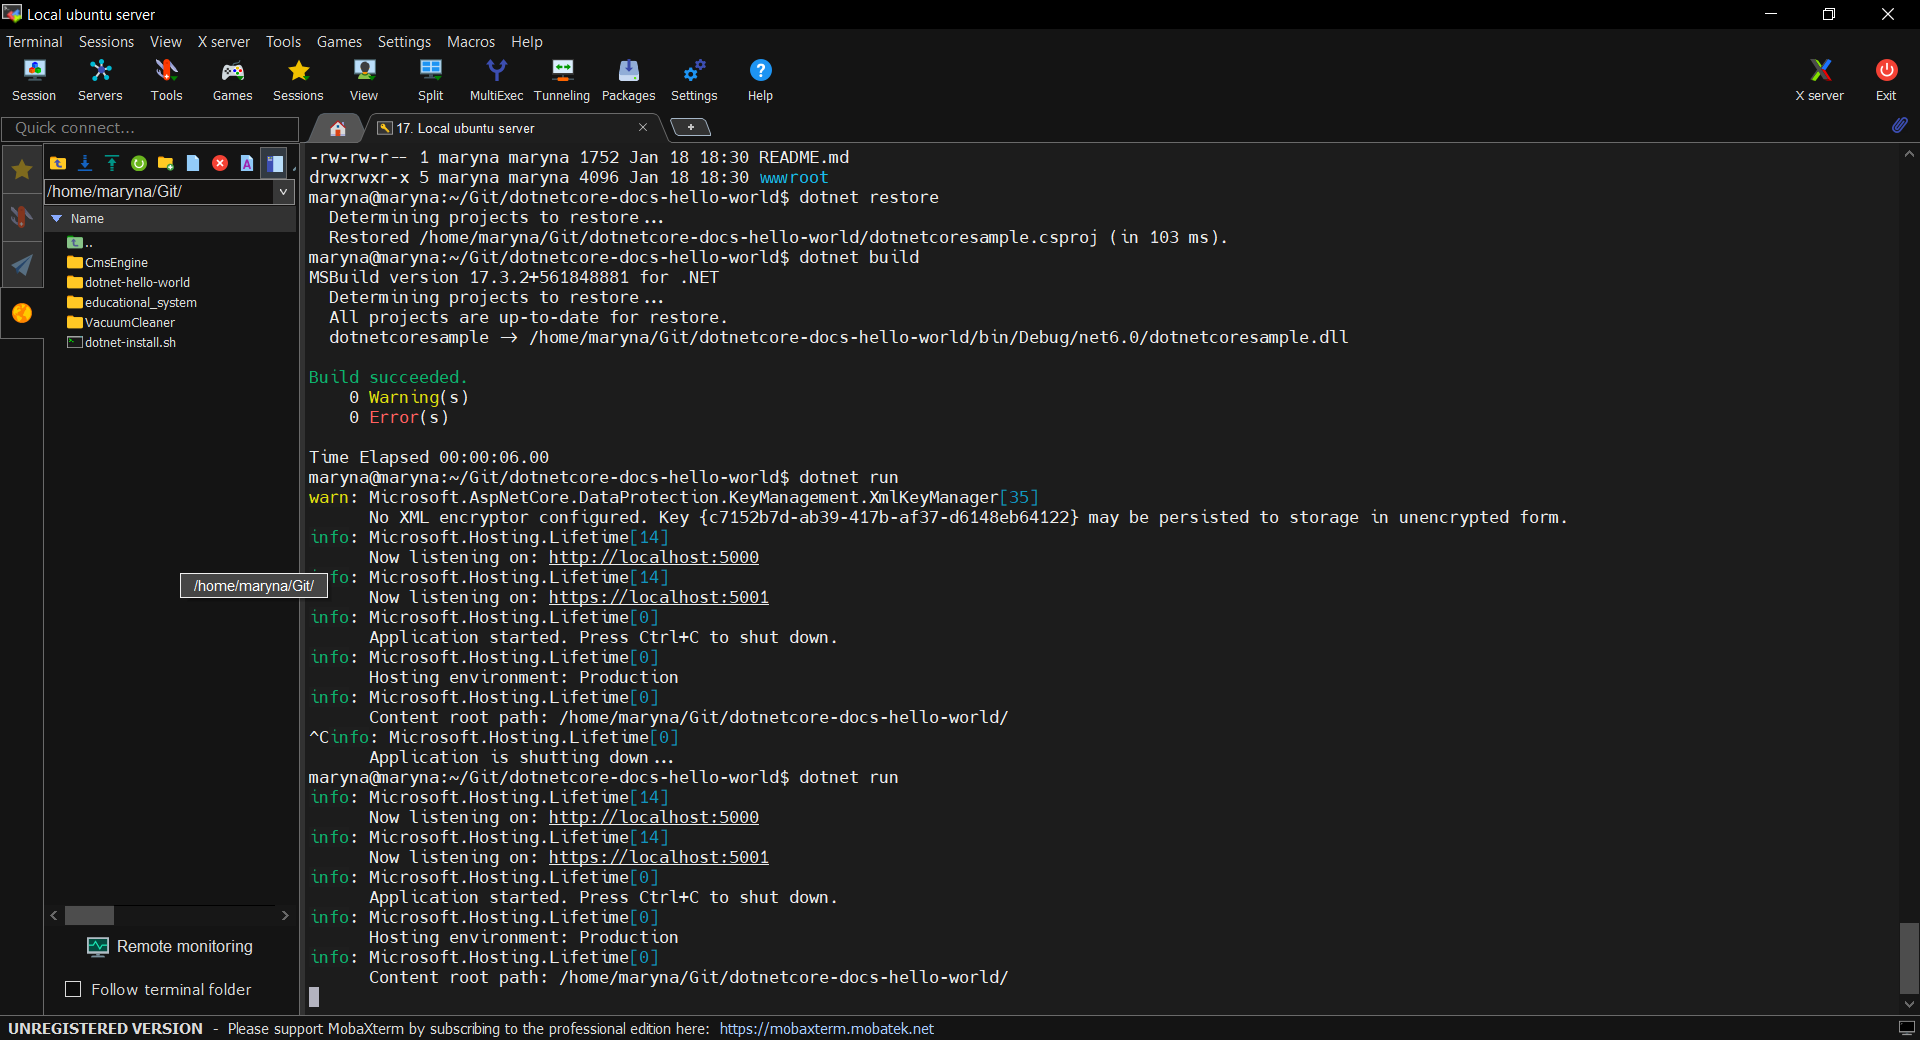 Local ubuntu server
Terminal Sessions View X server Tools Games Settings Macros Help
Session Servers Tools Games Sessions View Split MultiExec Tunneling Packages Settings Help X server Exit
Quick connect...
17. Local ubuntu server
/home/maryna/Git/
Name
..
CmsEngine
dotnet-hello-world
educational_system
VacuumCleaner
dotnet-install.sh
/home/maryna/Git/
Remote monitoring
Follow terminal folder
-rw-rw-r-- 1 maryna maryna 1752 Jan 18 18:30 README.md
drwxrwxr-x 5 maryna maryna 4096 Jan 18 18:30 wwwroot
maryna@maryna:~/Git/dotnetcore-docs-hello-world$ dotnet restore
Determining projects to restore...
Restored /home/maryna/Git/dotnetcore-docs-hello-world/dotnetcoresample.csproj (in 103 ms).
maryna@maryna:~/Git/dotnetcore-docs-hello-world$ dotnet build
MSBuild version 17.3.2+561848881 for .NET
Determining projects to restore...
All projects are up-to-date for restore.
dotnetcoresample -> /home/maryna/Git/dotnetcore-docs-hello-world/bin/Debug/net6.0/dotnetcoresample.dll
Build succeeded.
0 Warning(s)
0 Error(s)
Time Elapsed 00:00:06.00
maryna@maryna:~/Git/dotnetcore-docs-hello-world$ dotnet run
warn: Microsoft.AspNetCore.DataProtection.KeyManagement.XmlKeyManager[35]
No XML encryptor configured. Key {c7152b7d-ab39-417b-af37-d6148eb64122} may be persisted to storage in unencrypted form.
info: Microsoft.Hosting.Lifetime[14]
Now listening on: http://localhost:5000
fo: Microsoft.Hosting.Lifetime[14]
Now listening on: https://localhost:5001
info: Microsoft.Hosting.Lifetime[0]
Application started. Press Ctrl+C to shut down.
info: Microsoft.Hosting.Lifetime[0]
Hosting environment: Production
info: Microsoft.Hosting.Lifetime[0]
Content root path: /home/maryna/Git/dotnetcore-docs-hello-world/
^Cinfo: Microsoft.Hosting.Lifetime[0]
Application is shutting down...
maryna@maryna:~/Git/dotnetcore-docs-hello-world$ dotnet run
info: Microsoft.Hosting.Lifetime[14]
Now listening on: http://localhost:5000
info: Microsoft.Hosting.Lifetime[14]
Now listening on: https://localhost:5001
info: Microsoft.Hosting.Lifetime[0]
Application started. Press Ctrl+C to shut down.
info: Microsoft.Hosting.Lifetime[0]
Hosting environment: Production
info: Microsoft.Hosting.Lifetime[0]
Content root path: /home/maryna/Git/dotnetcore-docs-hello-world/
UNREGISTERED VERSION - Please support MobaXterm by subscribing to the professional edition here: https://mobaxterm.mobatek.net